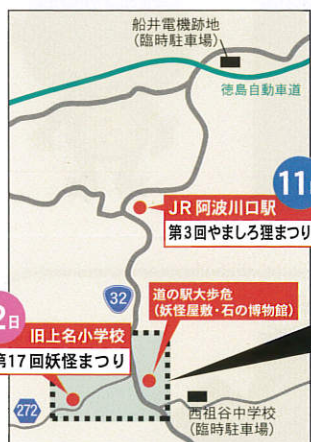 船井電機跡地
(臨時駐車場)
徳島自動車道
11
JR 阿波川口駅
第3回やましろ狸まつり
32
道の駅大歩危
(妖怪屋敷・石の博物館)
2日
旧上名小学校
第17回妖怪まつり
272
西祖谷中学校
(臨時駐車場)